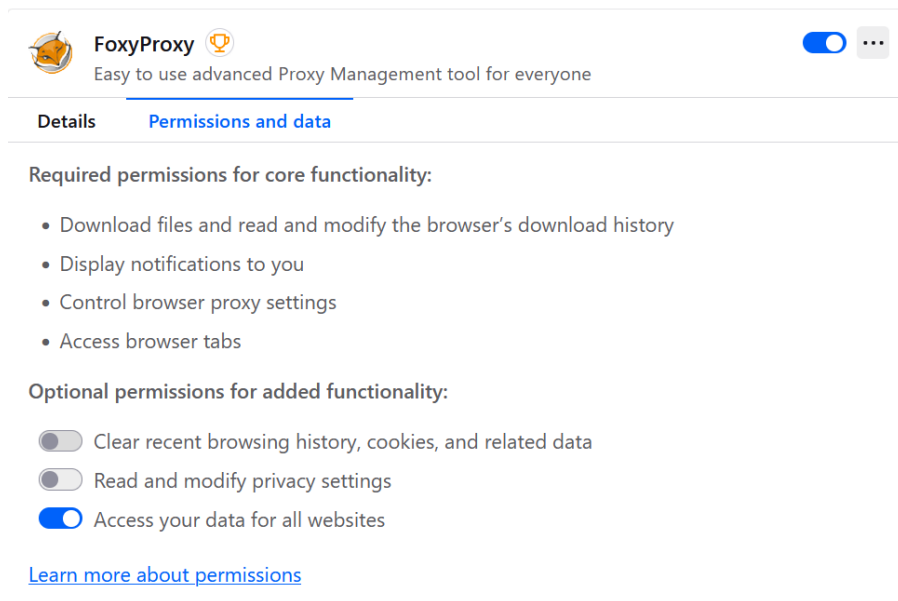 FoxyProxy
Easy to use advanced Proxy Management tool for everyone
Details
Permissions and data
Required permissions for core functionality:
• Download files and read and modify the browser’s download history
• Display notifications to you
• Control browser proxy settings
• Access browser tabs
Optional permissions for added functionality:
Clear recent browsing history, cookies, and related data
Read and modify privacy settings
Access your data for all websites
Learn more about permissions